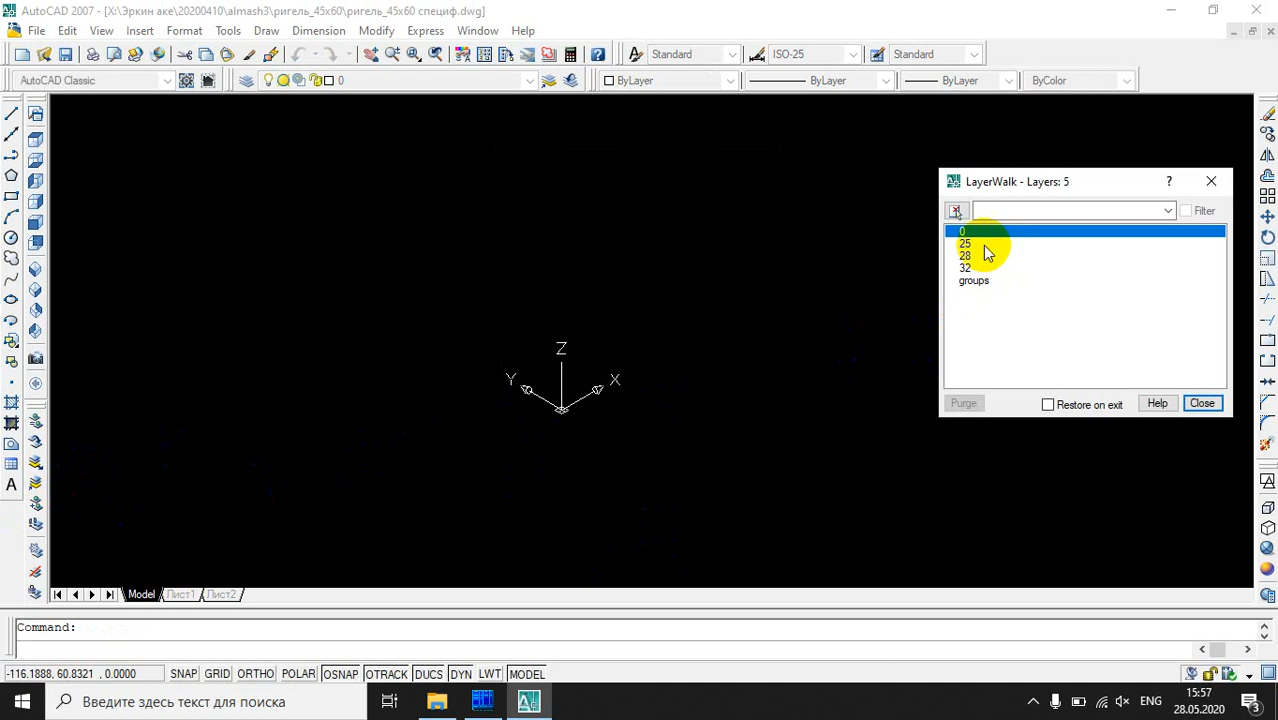 AutoCAD 2007 - [X:\Эркин аке\20200410\almash3\ригель_45x60\ригель_45x60 специф.dwg]
File Edit View Insert Format Tools Draw Dimension Modify Express Window Help
Standard ISO-25 Standard
AutoCAD Classic 0 ByLayer ByLayer ByLayer ByColor
LayerWalk - Layers: 5 ?
Filter
0
25
28
32
groups
Purge Restore on exit Help Close
Z
Y X
A
Model Лист1 Лист2
Command:
-116.1888, 60.8321 , 0.0000 SNAP GRID ORTHO POLAR OSNAP OTRACK DUCS DYN LWT MODEL
Введите здесь текст для поиска
ENG
15:57
28.05.2020
3